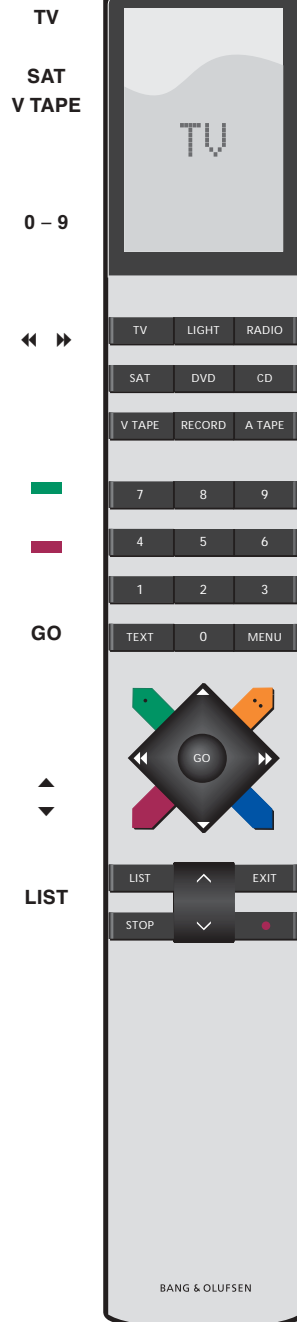 TV
SAT
V TAPE
0 – 9
GO
LIST
TV
TV LIGHT RADIO
SAT DVD CD
V TAPE RECORD A TAPE
7 8 9
4 5 6
1 2 3
TEXT 0 MENU
GO
LIST EXIT
STOP
BANG & OLUFSEN